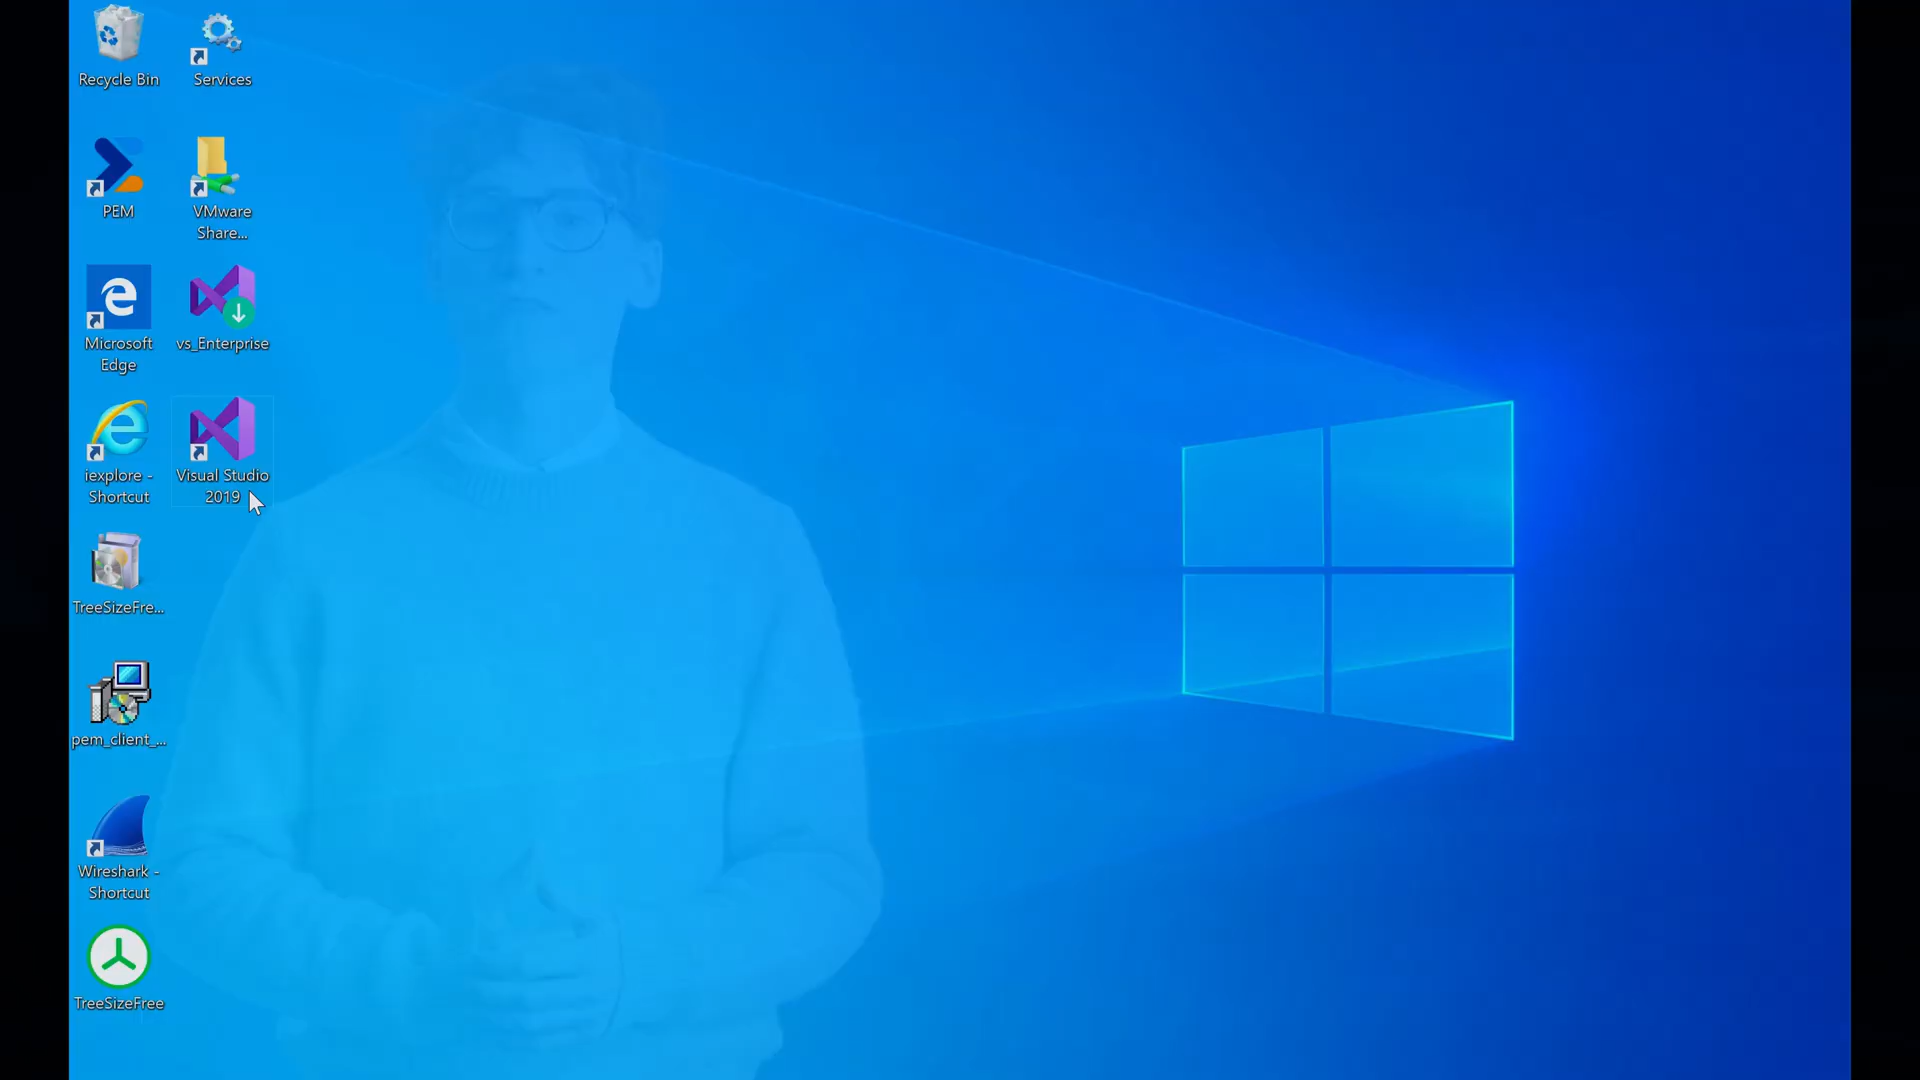 Recycle Bin
Services
PEM
VMware
Share...
Microsoft
Edge
vs_Enterprise
iexplore -
Shortcut
Visual Studio
2019
TreeSizeFre...
pem_client_...
Wireshark -
Shortcut
TreeSizeFree